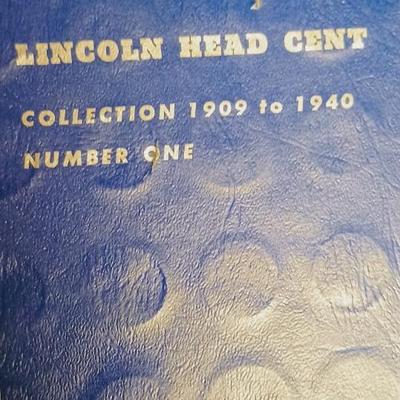 LINCOLN HEAD CENT
COLLECTION 1909 to 1940
NUMBER ONE